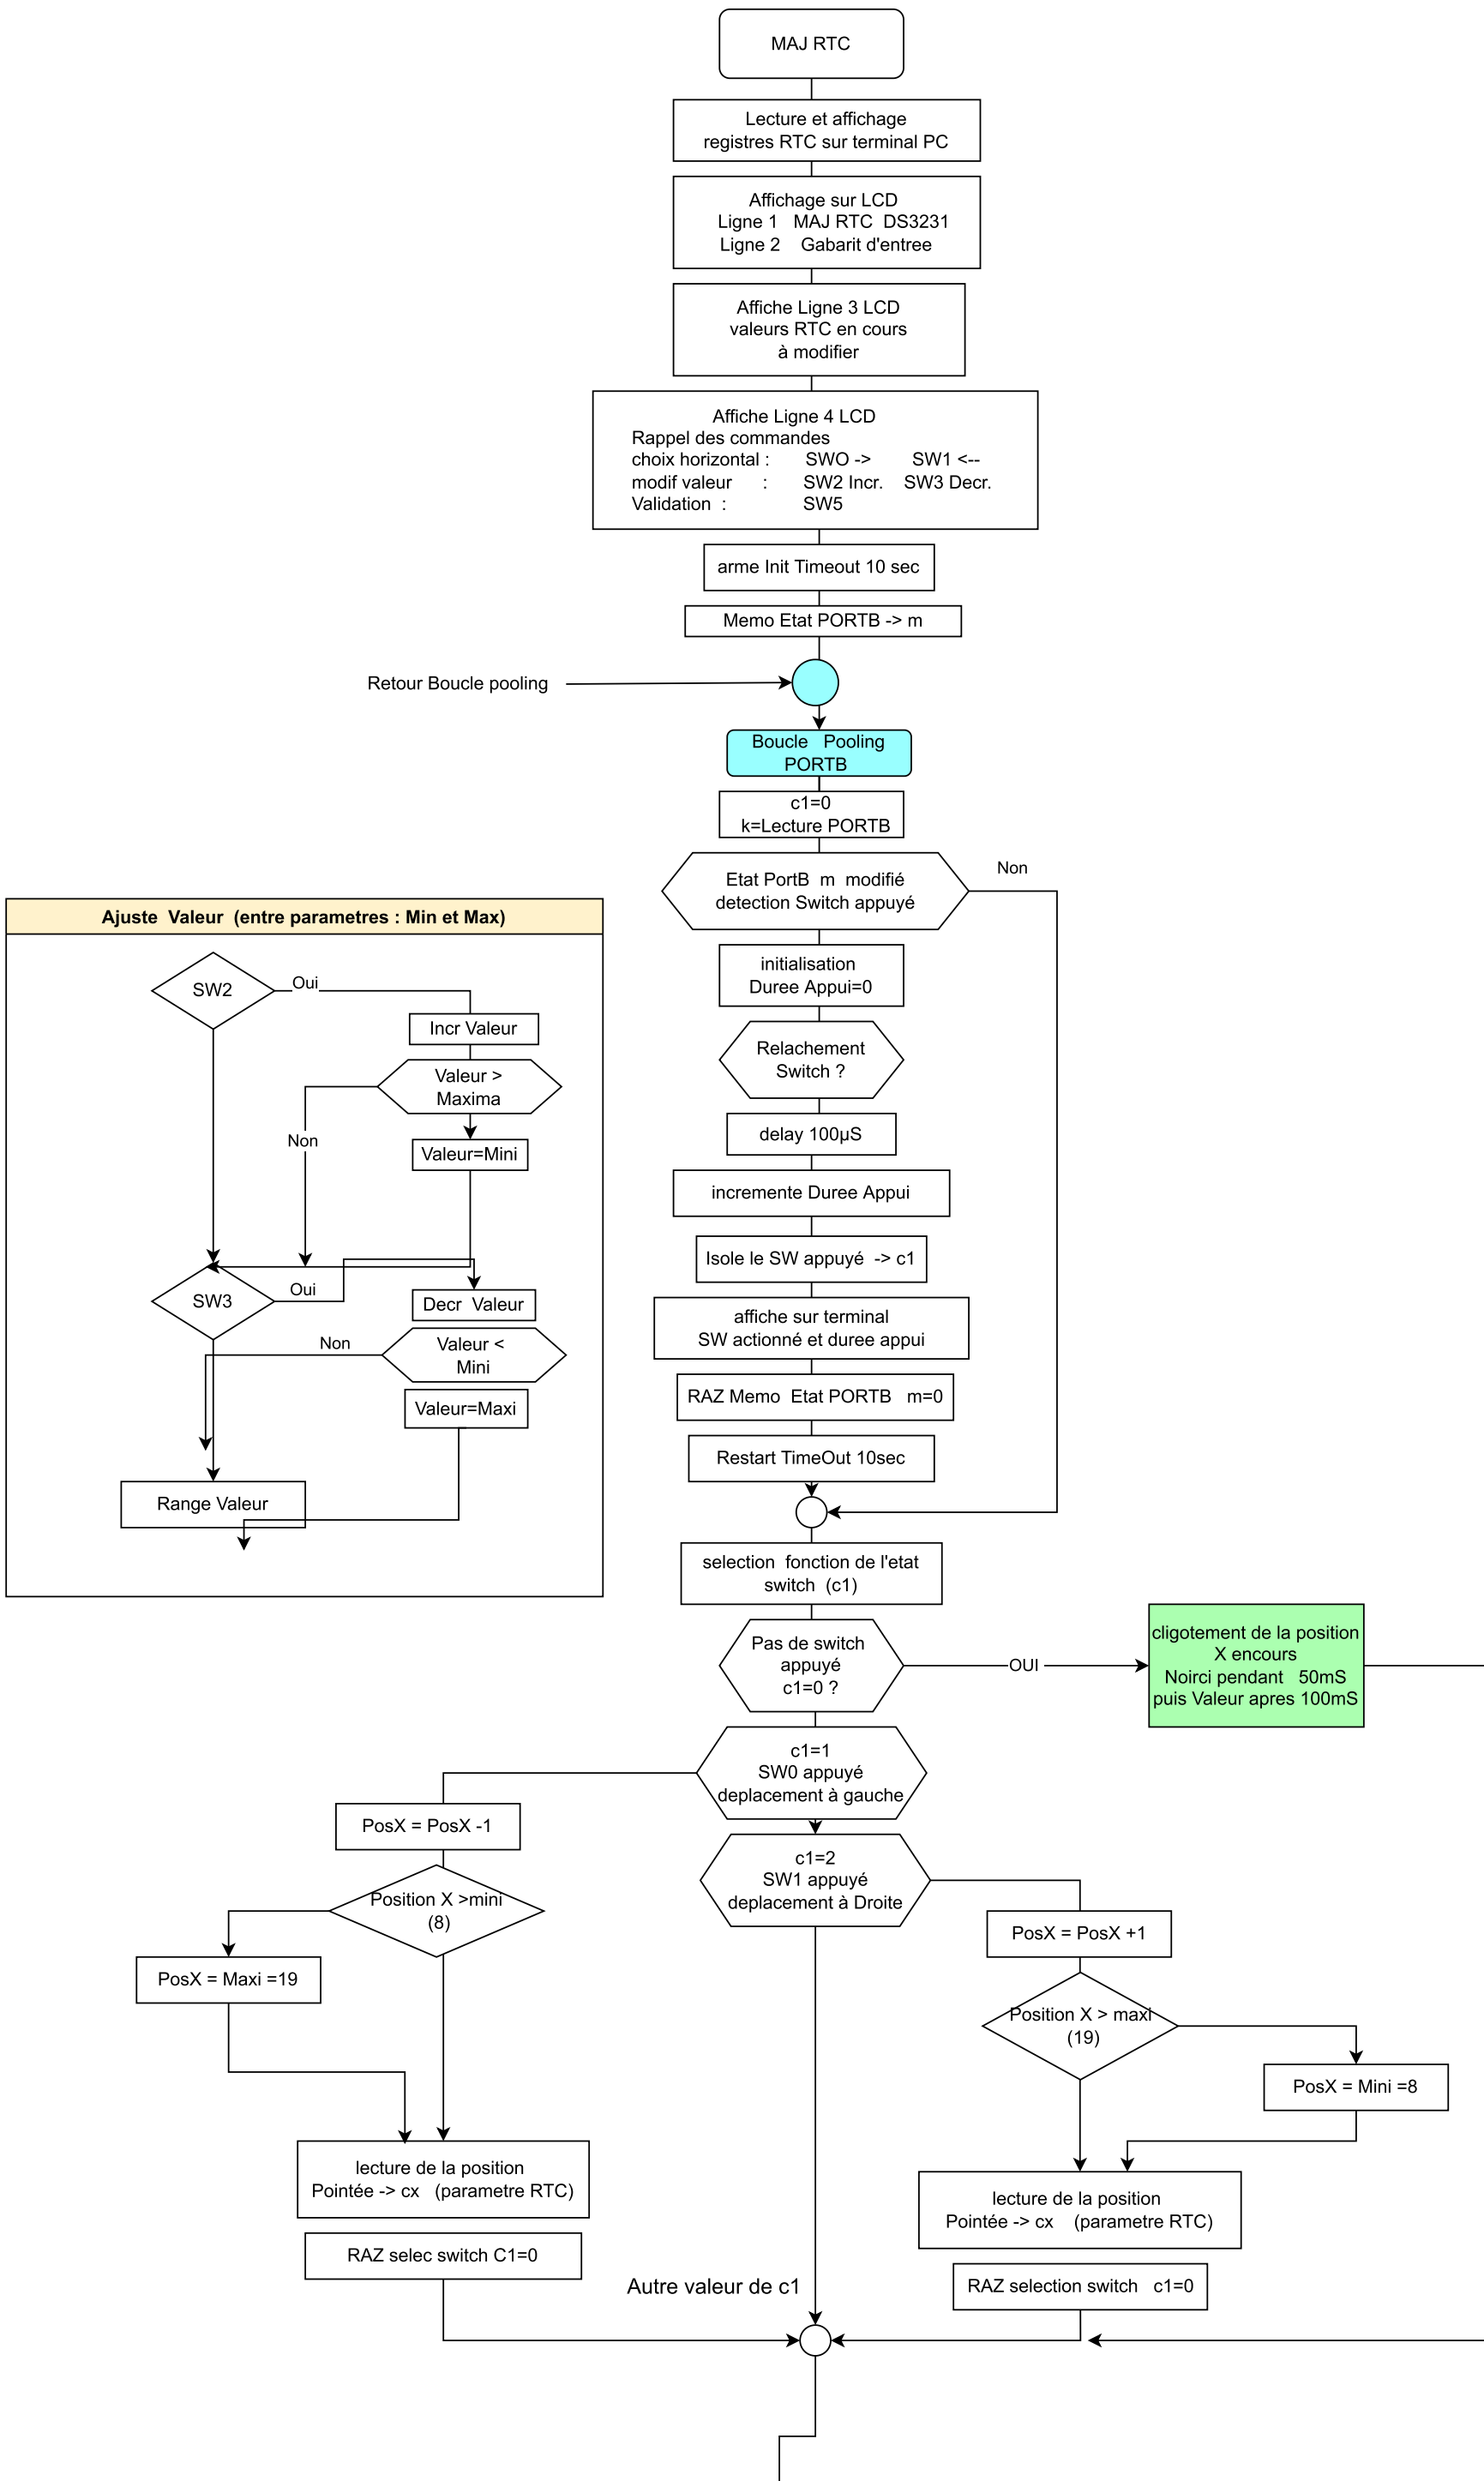 MAJ RTC
Lecture et affichage
registres RTC sur terminal PC
Affichage sur LCD
Ligne 1 MAJ RTC DS3231
Ligne 2 Gabarit d'entree
Affiche Ligne 3 LCD
valeurs RTC en cours
à modifier
Affiche Ligne 4 LCD
Rappel des commandes
choix horizontal : SWO -> SW1 <--
modif valeur : SW2 Incr. SW3 Decr.
Validation : SW5
arme Init Timeout 10 sec
Memo Etat PORTB -> m
Retour Boucle pooling
Boucle Pooling
PORTB
c1=0
k=Lecture PORTB
Etat PortB m modifié
detection Switch appuyé
Non
initialisation
Duree Appui=0
Relachement
Switch ?
delay 100µS
incremente Duree Appui
Isole le SW appuyé -> c1
affiche sur terminal
SW actionné et duree appui
RAZ Memo Etat PORTB m=0
Restart TimeOut 10sec
Ajuste Valeur (entre parametres : Min et Max)
SW2
Oui
Incr Valeur
Valeur >
Maxima
Non
Valeur=Mini
SW3
Oui
Decr Valeur
Valeur <
Mini
Non
Valeur=Maxi
Range Valeur
selection fonction de l'etat
switch (c1)
Pas de switch
appuyé
c1=0 ?
OUI
cligotement de la position
X encours
Noirci pendant 50mS
puis Valeur apres 100mS
c1=1
SW0 appuyé
deplacement à gauche
PosX = PosX -1
Position X >mini
(8)
PosX = Maxi =19
lecture de la position
Pointée -> cx (parametre RTC)
RAZ selec switch C1=0
c1=2
SW1 appuyé
deplacement à Droite
PosX = PosX +1
Position X > maxi
(19)
PosX = Mini =8
lecture de la position
Pointée -> cx (parametre RTC)
RAZ selection switch c1=0
Autre valeur de c1